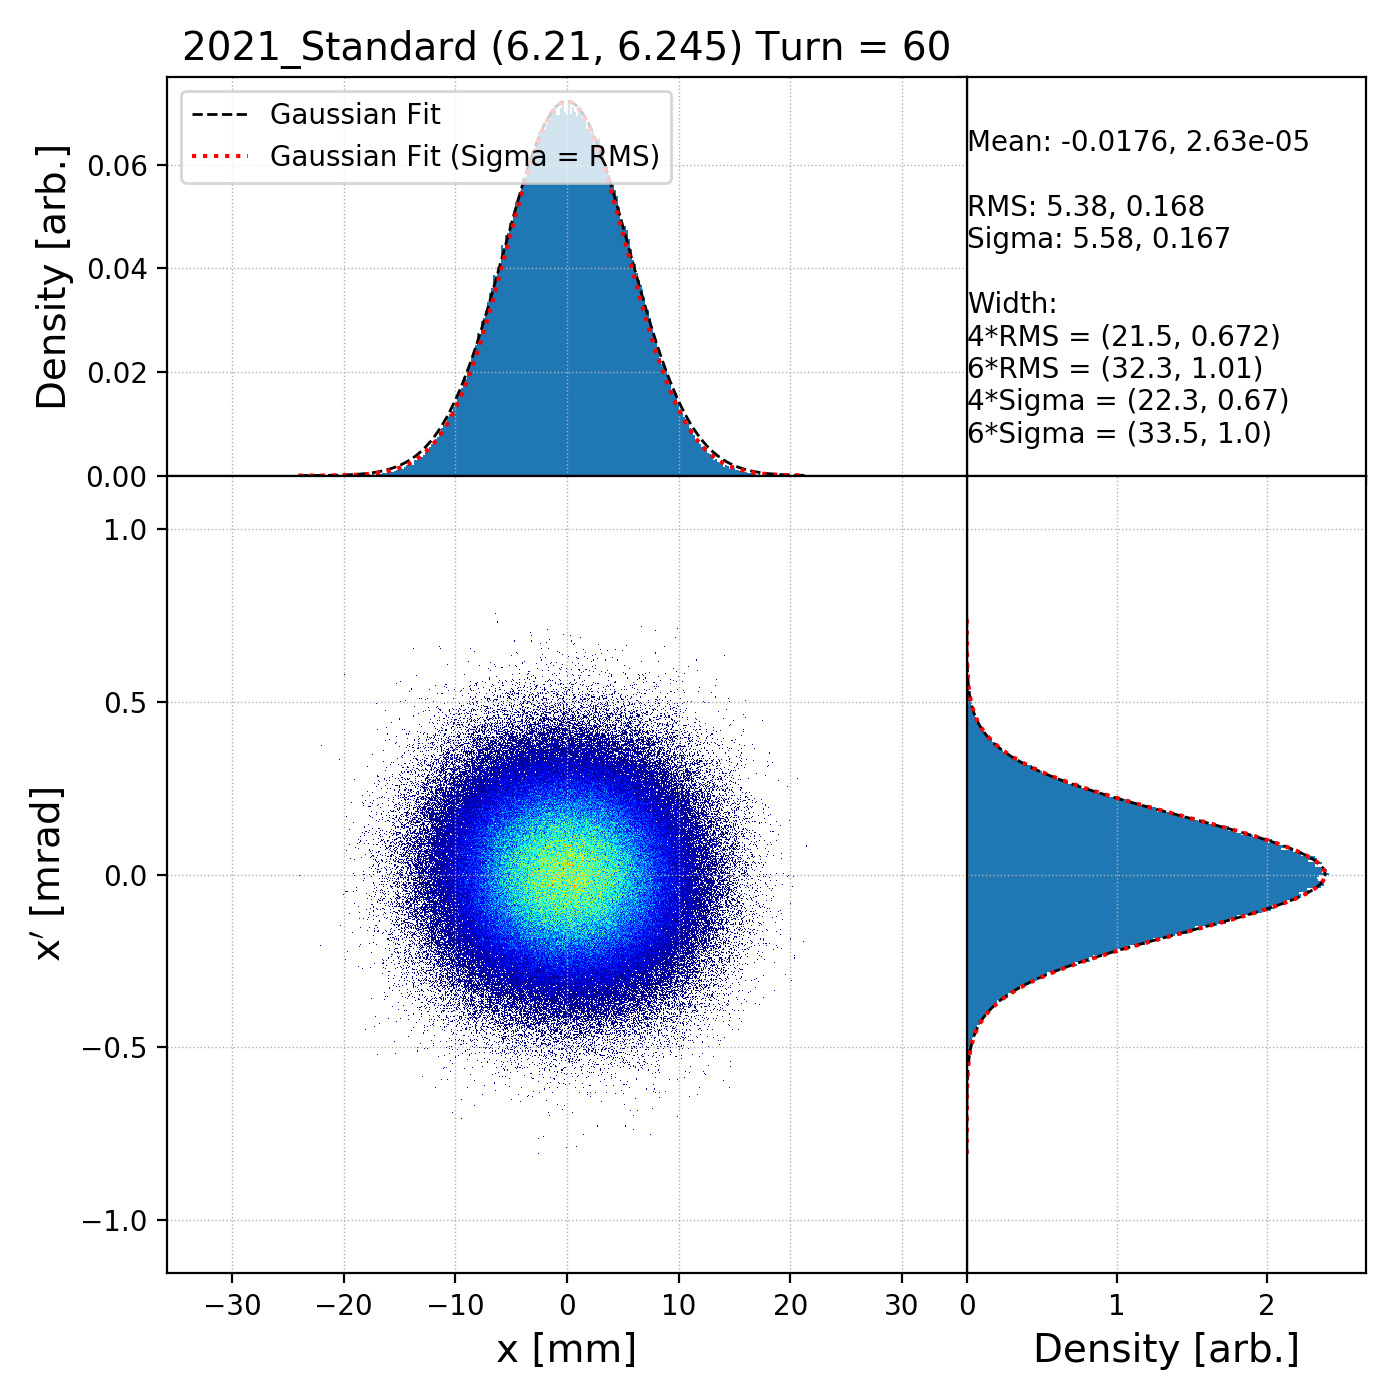 2021_Standard (6.21, 6.245) Turn = 60
Gaussian Fit
Gaussian Fit (Sigma = RMS)
Density [arb.]
0.06
0.04
0.02
0.00
Mean: -0.0176, 2.63e-05
RMS: 5.38, 0.168
Sigma: 5.58, 0.167
Width:
4*RMS = (21.5, 0.672)
6*RMS = (32.3, 1.01)
4*Sigma = (22.3, 0.67)
6*Sigma = (33.5, 1.0)
x′ [mrad]
1.0
0.5
0.0
−0.5
−1.0
−30
−20
−10
0
10
20
30
x [mm]
0
1
2
Density [arb.]